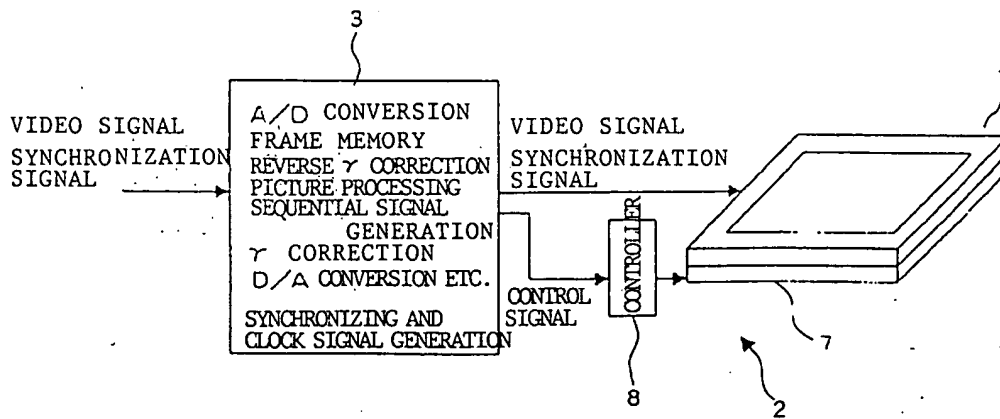 3
VIDEO SIGNAL
SYNCHRONIZATION
SIGNAL
A/D CONVERSION
FRAME MEMORY
REVERSE γ CORRECTION
PICTURE PROCESSING
SEQUENTIAL SIGNAL
GENERATION
γ CORRECTION
D/A CONVERSION ETC.
SYNCHRONIZING AND
CLOCK SIGNAL GENERATION
VIDEO SIGNAL
SYNCHRONIZATION
SIGNAL
CONTROL
SIGNAL
CONTROLLER
8
7
2